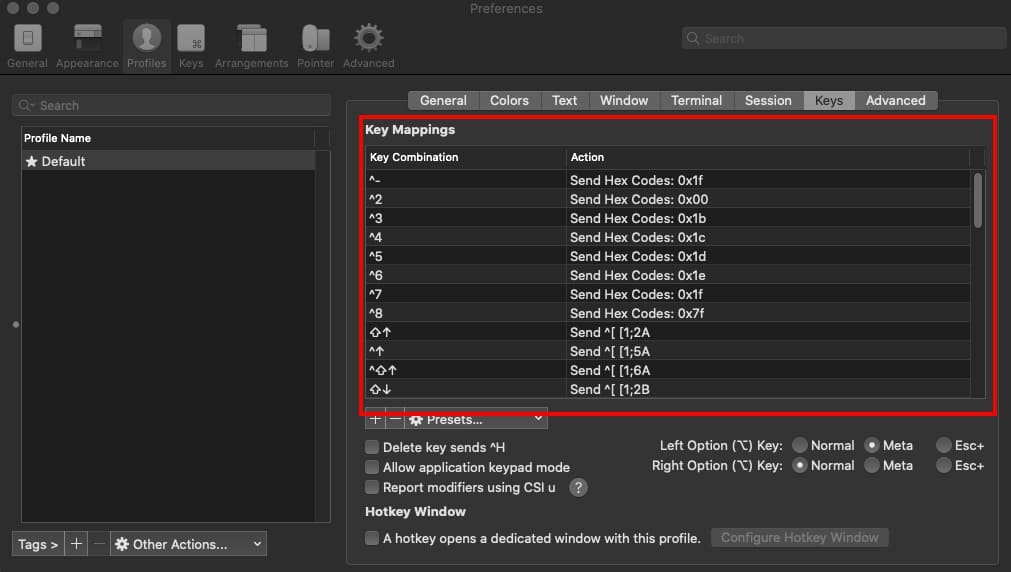 Preferences
General Appearance Profiles Keys Arrangements Pointer Advanced
Search
Search
Profile Name
★ Default
Tags > + − Other Actions...
General Colors Text Window Terminal Session Keys Advanced
Key Mappings
Key Combination Action
^- Send Hex Codes: 0x1f
^2 Send Hex Codes: 0x00
^3 Send Hex Codes: 0x1b
^4 Send Hex Codes: 0x1c
^5 Send Hex Codes: 0x1d
^6 Send Hex Codes: 0x1e
^7 Send Hex Codes: 0x1f
^8 Send Hex Codes: 0x7f
⇧↑ Send ^[ [1;2A
^↑ Send ^[ [1;5A
^⇧↑ Send ^[ [1;6A
⇧↓ Send ^[ [1;2B
+ − Presets...
Delete key sends ^H
Allow application keypad mode
Report modifiers using CSI u ?
Left Option (⌥) Key: Normal Meta Esc+
Right Option (⌥) Key: Normal Meta Esc+
Hotkey Window
A hotkey opens a dedicated window with this profile. Configure Hotkey Window